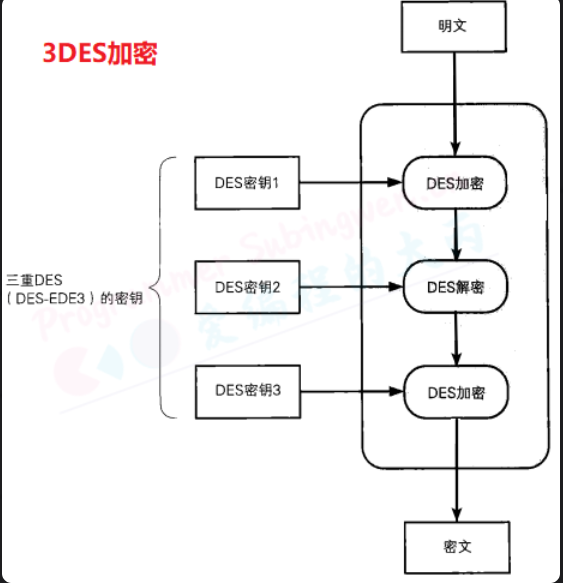 3DES加密
明文
DES密钥1
DES加密
三重DES
（DES-EDE3）的密钥
DES密钥2
DES解密
DES密钥3
DES加密
密文
Programmer Subingwen
爱编程的大丙